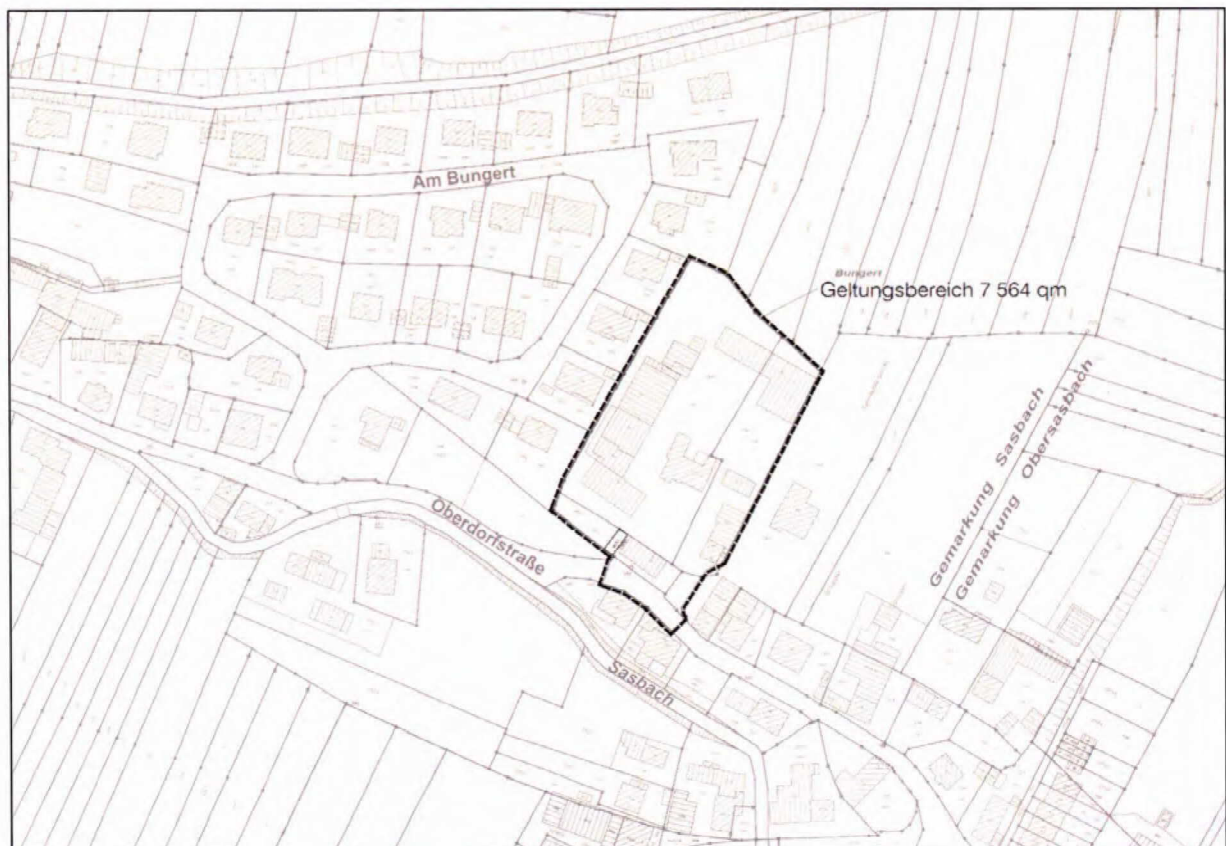 Am Bungert
Bungert
Geltungsbereich 7 564 qm
Gemarkung Sasbach
Gemarkung Obersasbach
Oberdorfstraße
Sasbach